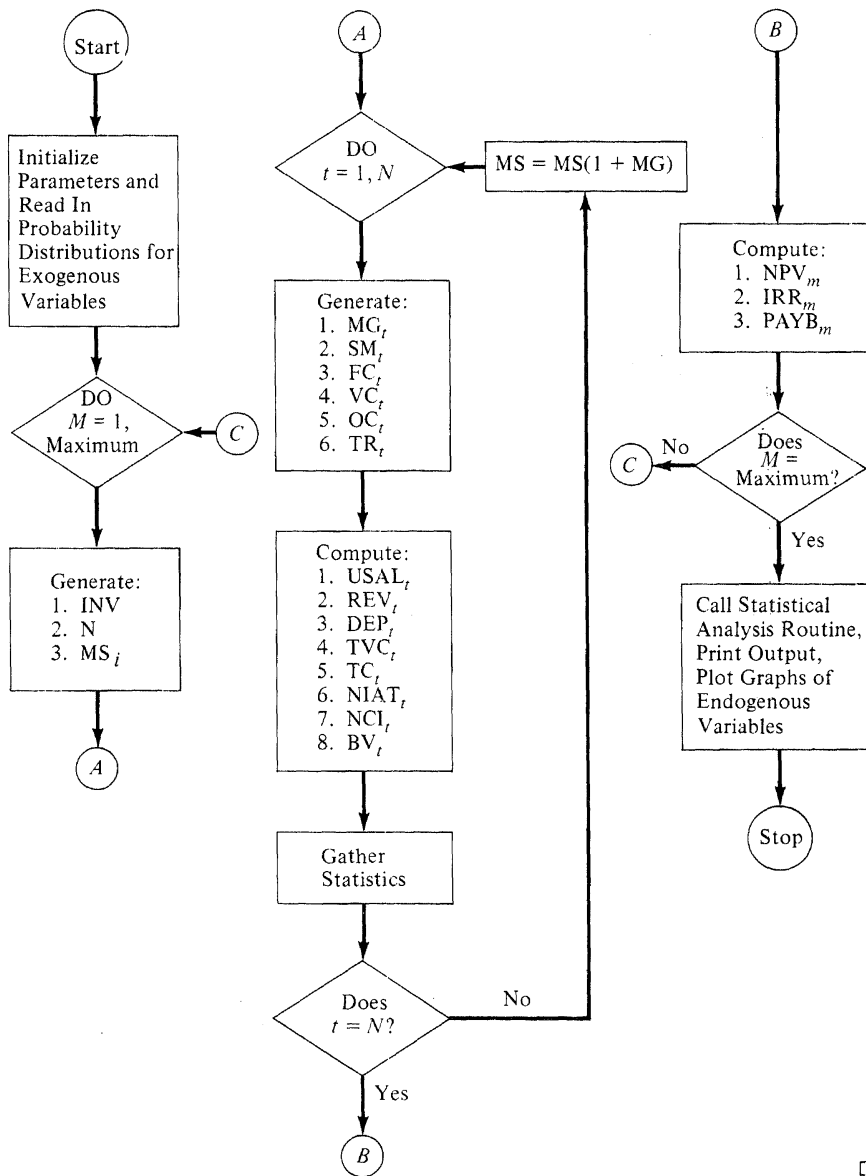 Start
Initialize
Parameters and
Read In
Probability
Distributions for
Exogenous
Variables
DO
M = 1,
Maximum
C
Generate:
1. INV
2. N
3. MS_i
A
A
DO
t = 1, N
MS = MS(1 + MG)
Generate:
1. MG_t
2. SM_t
3. FC_t
4. VC_t
5. OC_t
6. TR_t
Compute:
1. USAL_t
2. REV_t
3. DEP_t
4. TVC_t
5. TC_t
6. NIAT_t
7. NCI_t
8. BV_t
Gather
Statistics
Does
t = N?
No
Yes
B
B
Compute:
1. NPV_m
2. IRR_m
3. PAYB_m
Does
M =
Maximum?
No
C
Yes
Call Statistical
Analysis Routine,
Print Output,
Plot Graphs of
Endogenous
Variables
Stop